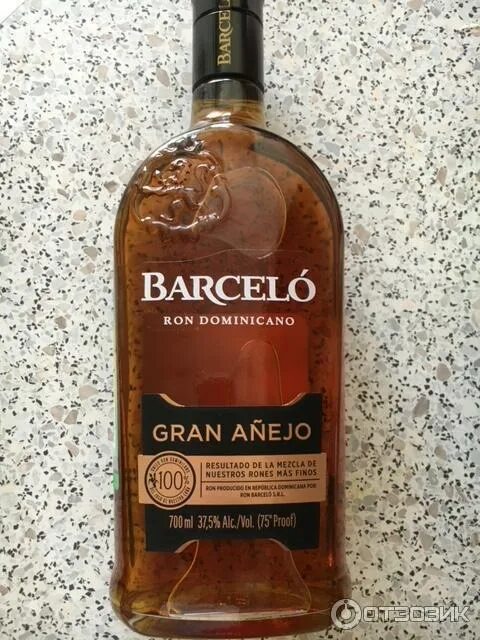 BARCELÓ
BARCELÓ
RON DOMINICANO
GRAN AÑEJO
100%
RESULTADO DE LA MEZCLA DE
NUESTROS RONES MÁS FINOS
RON PRODUCIDO EN REPÚBLICA DOMINICANA POR:
RON BARCELÓ S.R.L.
700 ml 37,5% Alc./Vol. (75° Proof)
ОТЗОВИК